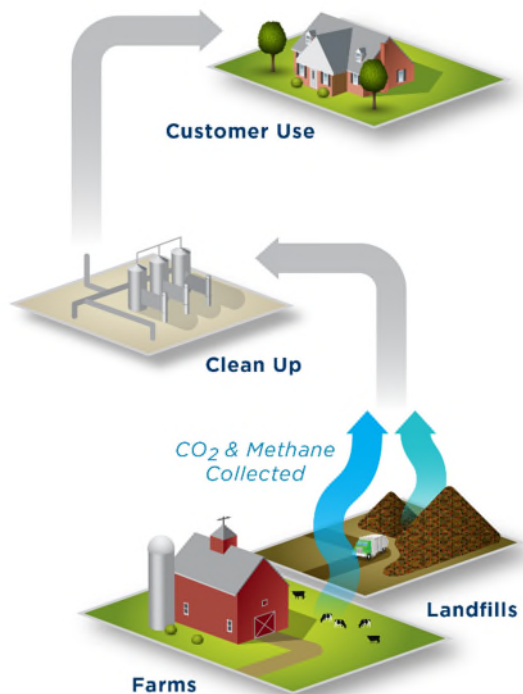 Customer Use
Clean Up
CO₂ & Methane
Collected
Landfills
Farms